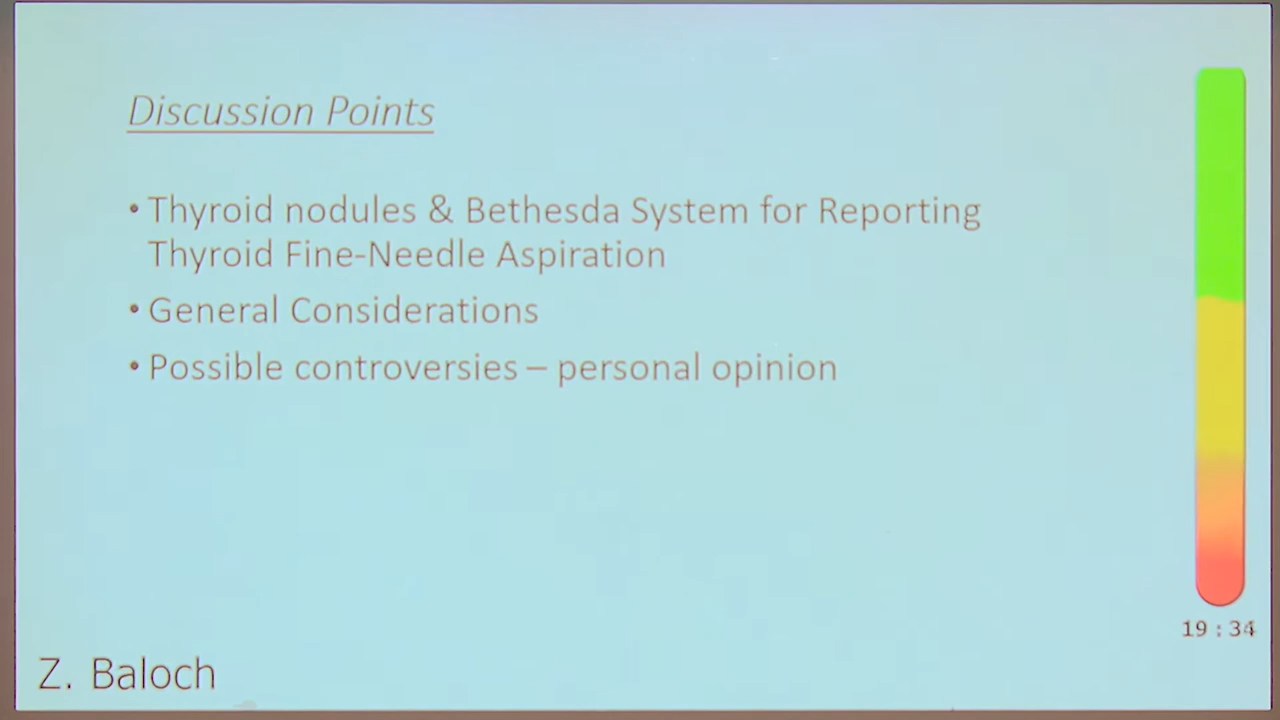 Discussion Points
• Thyroid nodules & Bethesda System for Reporting
Thyroid Fine-Needle Aspiration
• General Considerations
• Possible controversies – personal opinion
19 : 34
Z. Baloch